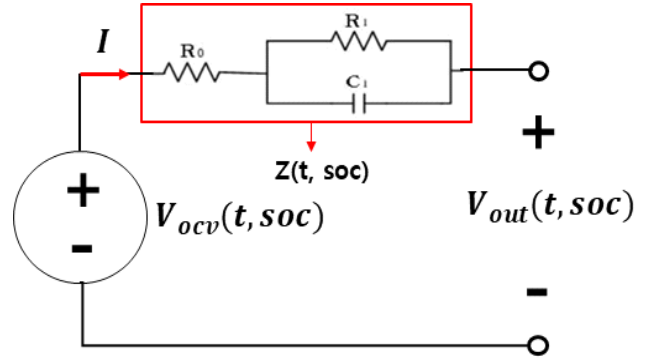 I
R₀
R₁
C₁
Z(t, soc)
+
-
V_ocv(t, soc)
+
V_out(t, soc)
-